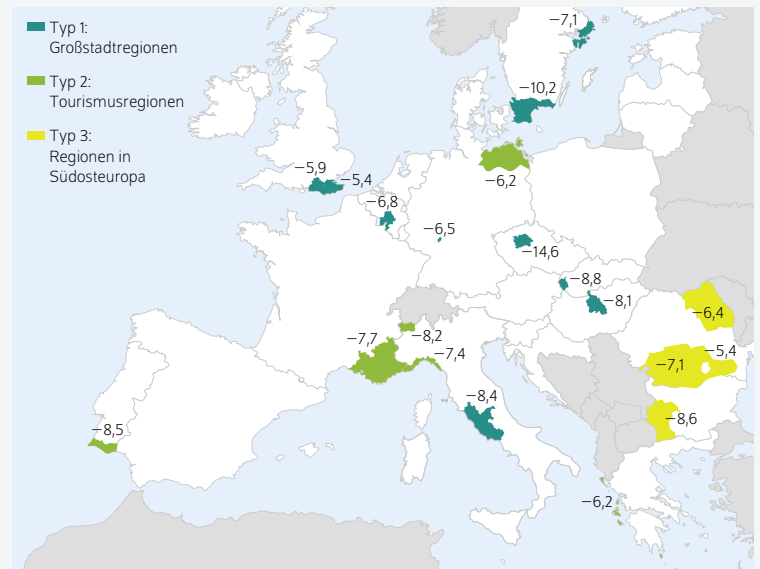 Typ 1:
Großstadtregionen
Typ 2:
Tourismusregionen
Typ 3:
Regionen in
Südosteuropa
−7,1
−10,2
−5,9
−5,4
−6,2
−6,8
−6,5
−14,6
−8,8
−8,1
−6,4
−7,7
−8,2
−7,4
−5,4
−7,1
−8,4
−8,6
−8,5
−6,2